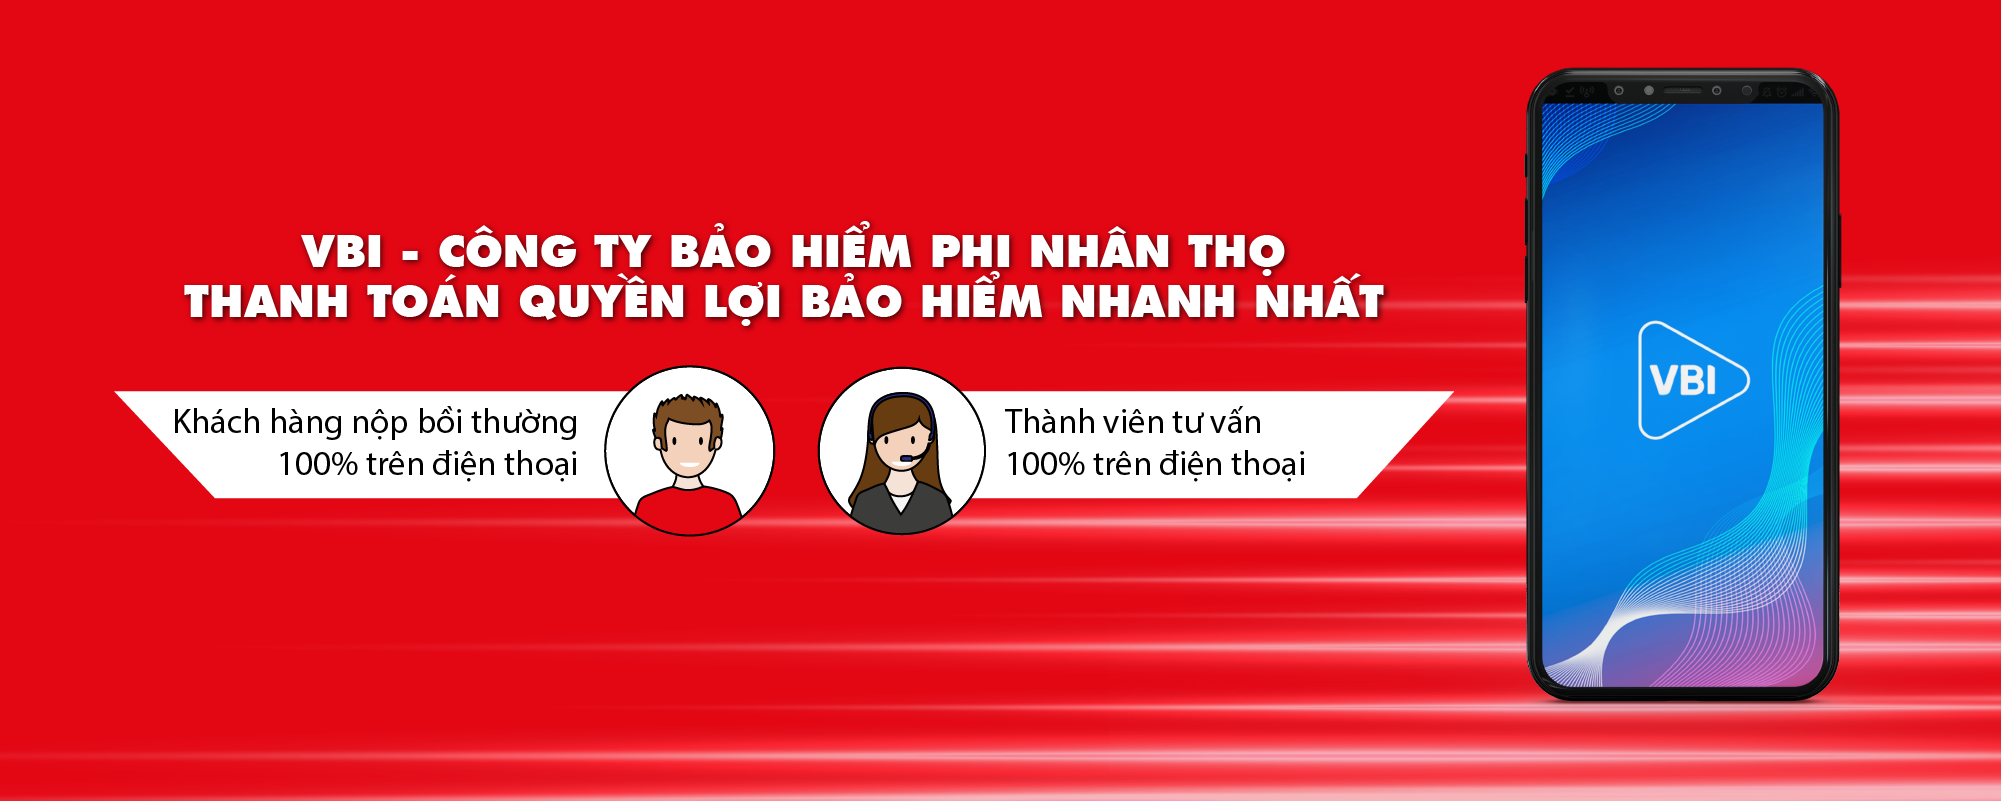 VBI - CÔNG TY BẢO HIỂM PHI NHÂN THỌ
THANH TOÁN QUYỀN LỢI BẢO HIỂM NHANH NHẤT
Khách hàng nộp bồi thường
100% trên điện thoại
Thành viên tư vấn
100% trên điện thoại
VBI